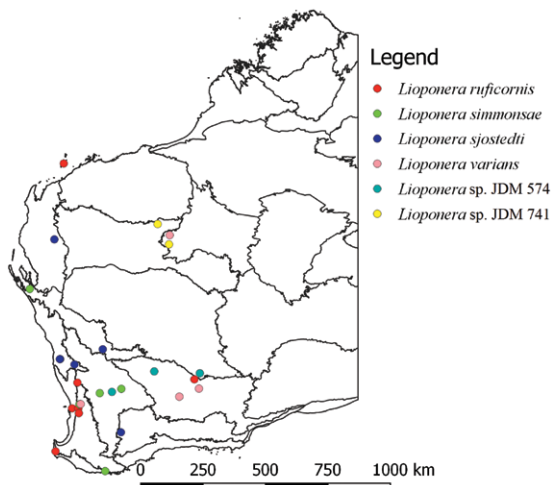 Legend
Lioponera ruficornis
Lioponera simmonsae
Lioponera sjostedti
Lioponera varians
Lioponera sp. JDM 574
Lioponera sp. JDM 741
0 250 500 750 1000 km